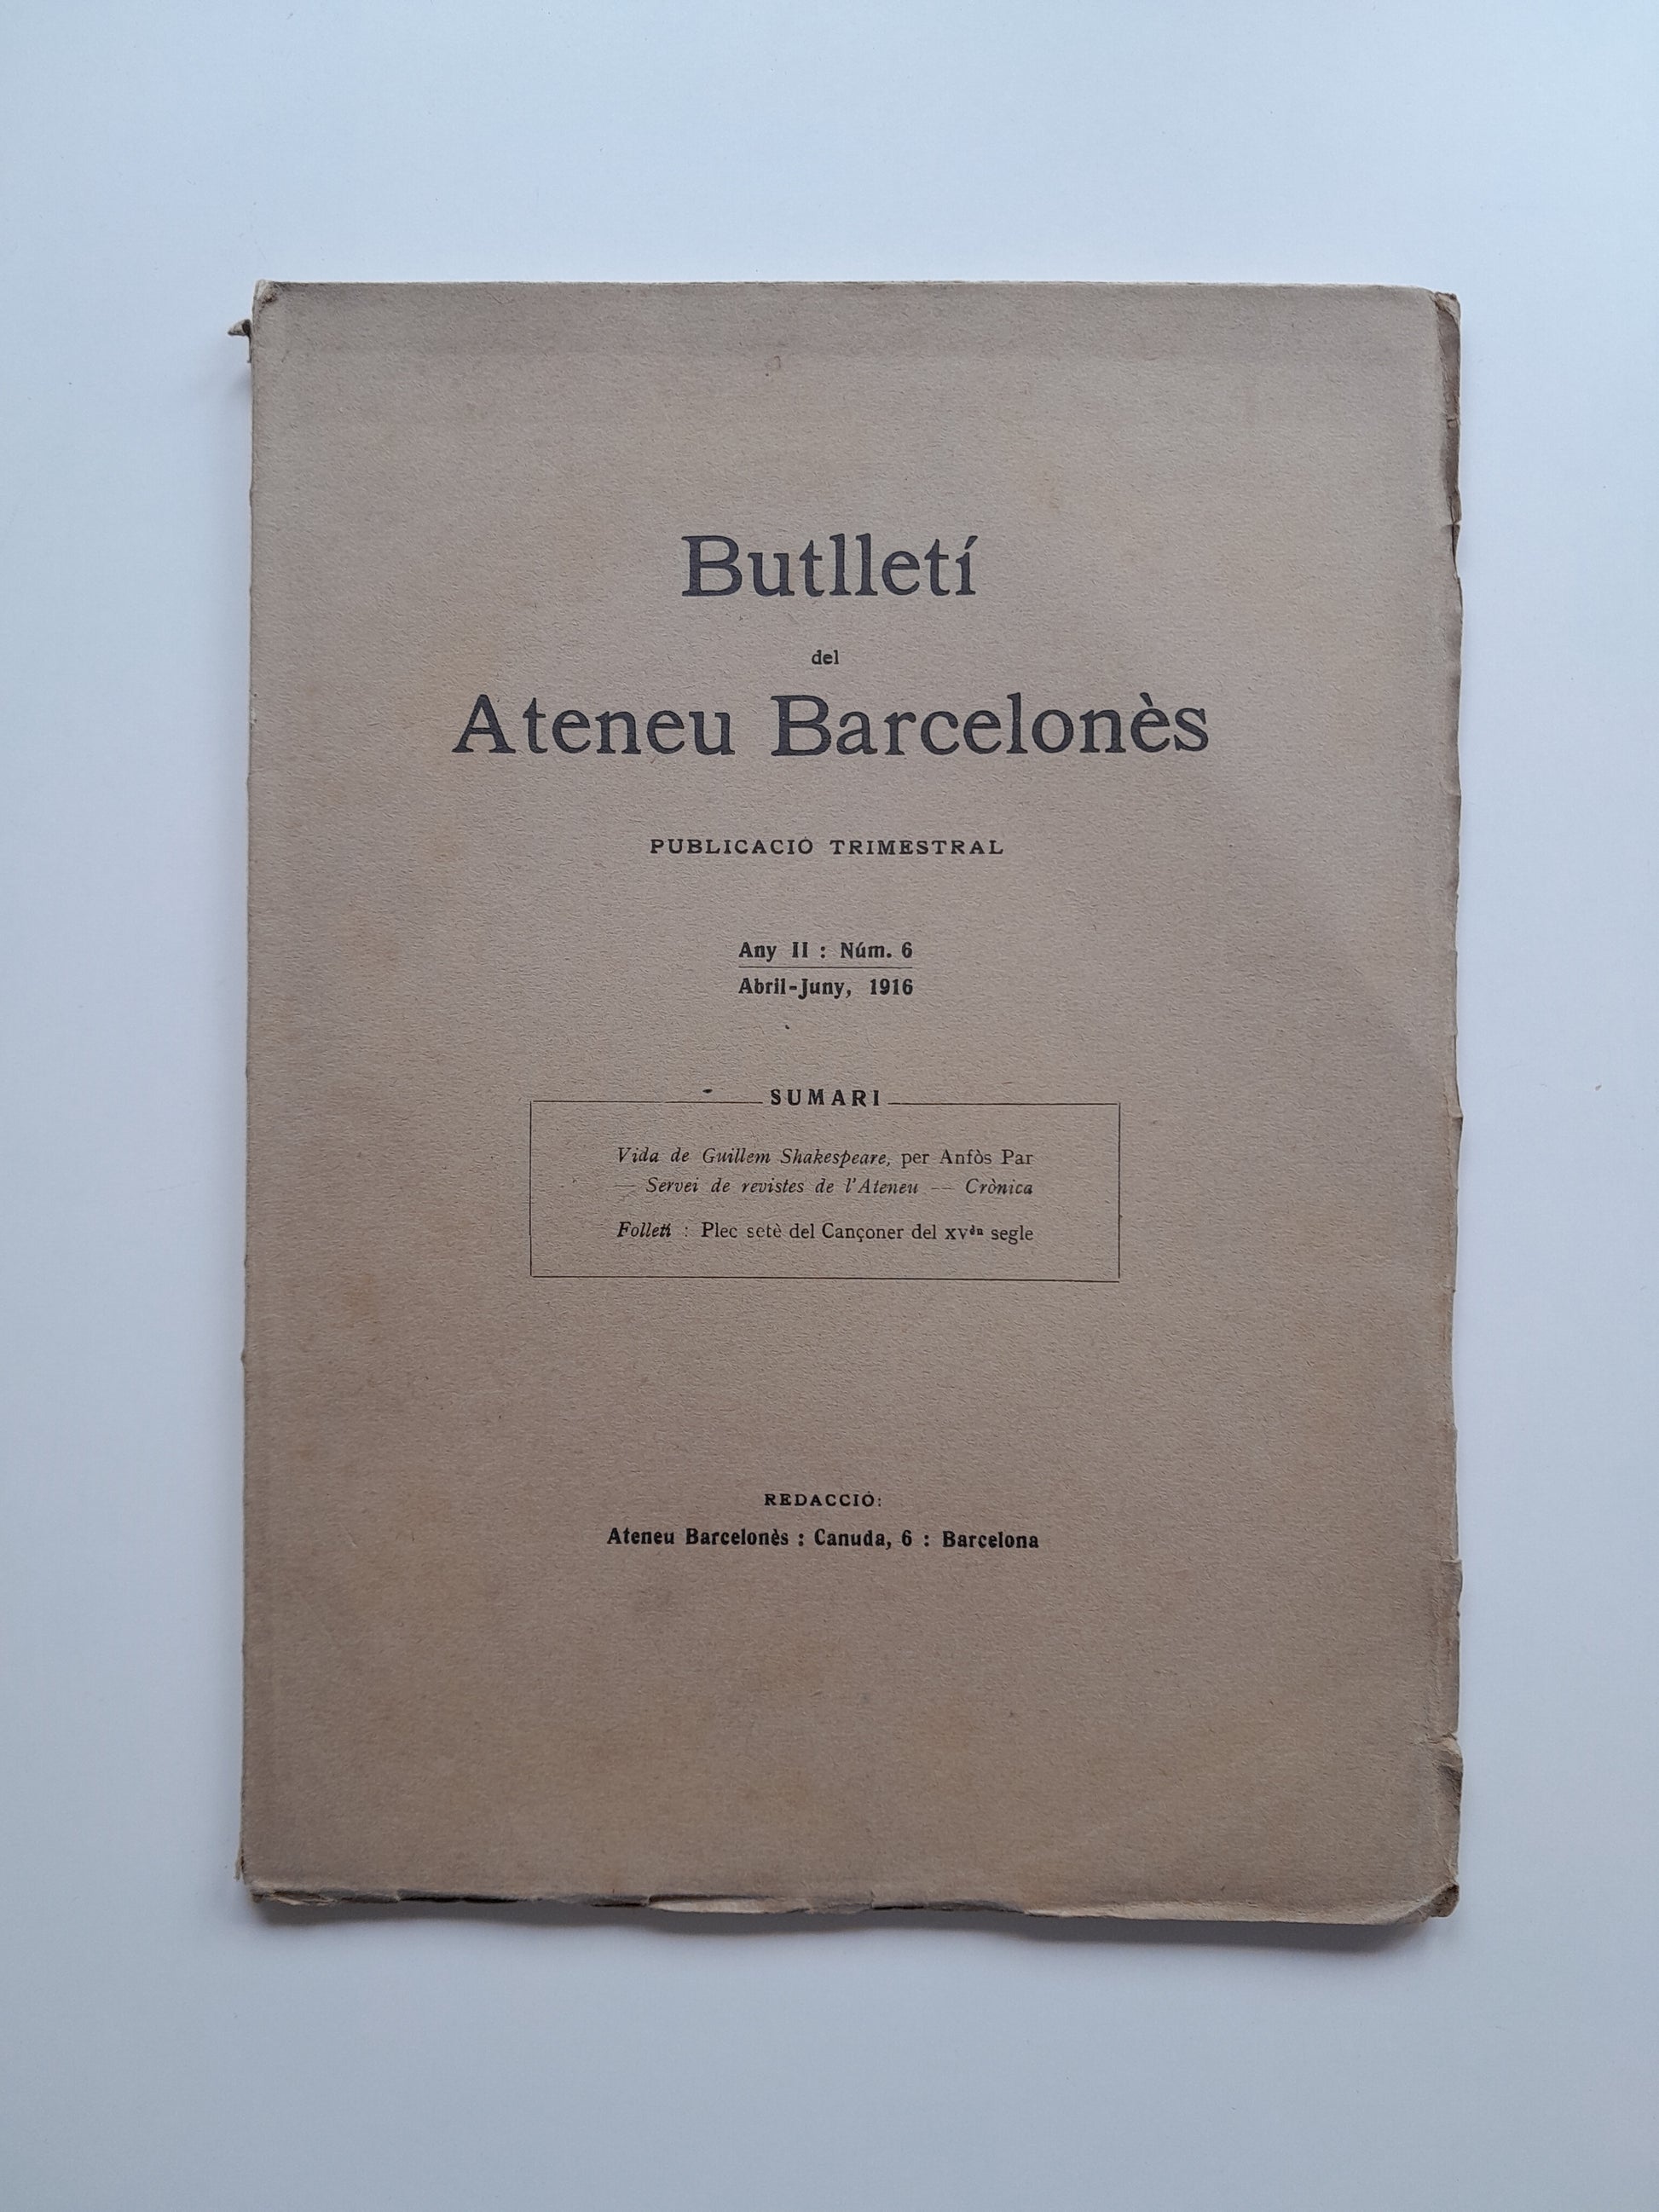 Butlletí
del
Ateneu Barcelonès
PUBLICACIÓ TRIMESTRAL
Any II : Núm. 6
Abril-Juny, 1916
SUMARI
Vida de Guillem Shakespeare, per Anfòs Par
— Servei de revistes de l'Ateneu — Crònica
Folletí : Plec setè del Cançoner del XVèn segle
REDACCIÓ:
Ateneu Barcelonès : Canuda, 6 : Barcelona